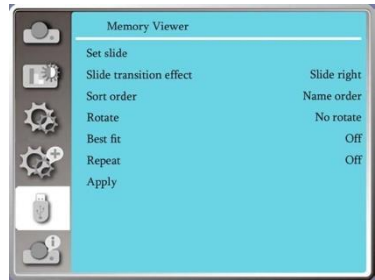 Memory Viewer
Set slide
Slide transition effect Slide right
Sort order Name order
Rotate No rotate
Best fit Off
Repeat Off
Apply